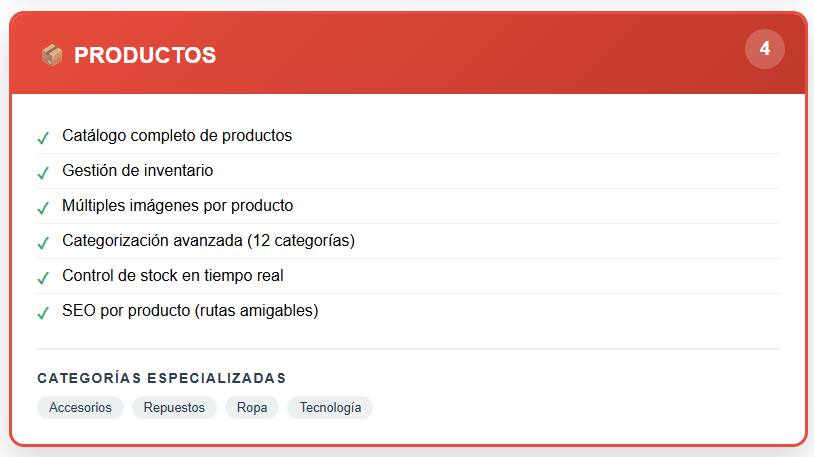 📦 PRODUCTOS
4
✓ Catálogo completo de productos
✓ Gestión de inventario
✓ Múltiples imágenes por producto
✓ Categorización avanzada (12 categorías)
✓ Control de stock en tiempo real
✓ SEO por producto (rutas amigables)
CATEGORÍAS ESPECIALIZADAS
Accesorios Repuestos Ropa Tecnología